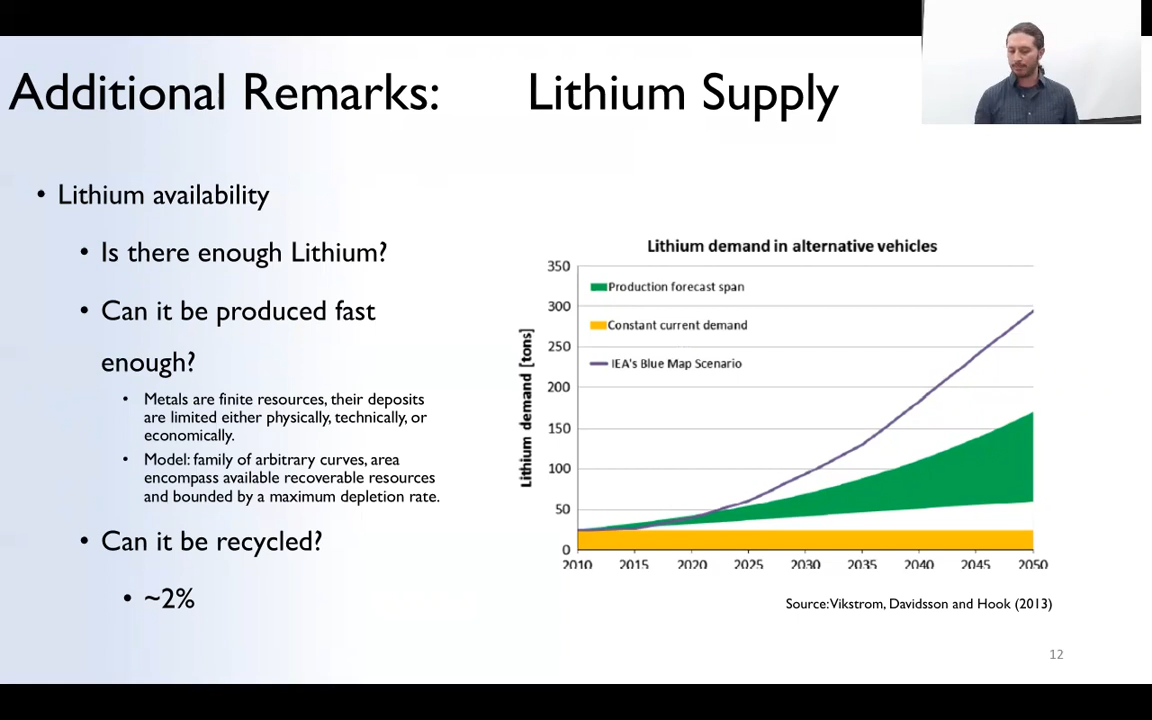 Additional Remarks: Lithium Supply
• Lithium availability
• Is there enough Lithium?
• Can it be produced fast
enough?
• Metals are finite resources, their deposits
are limited either physically, technically, or
economically.
• Model: family of arbitrary curves, area
encompass available recoverable resources
and bounded by a maximum depletion rate.
• Can it be recycled?
• ~2%
Lithium demand in alternative vehicles
Lithium demand [tons]
350
300
250
200
150
100
50
0
Production forecast span
Constant current demand
IEA's Blue Map Scenario
2010 2015 2020 2025 2030 2035 2040 2045 2050
Source:Vikstrom, Davidsson and Hook (2013)
12